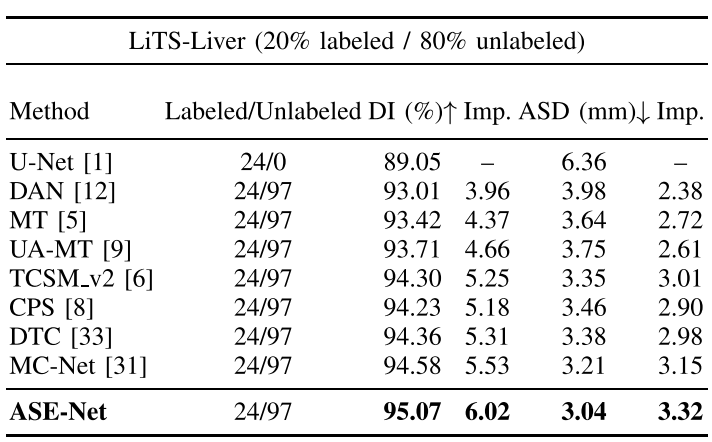 LiTS-Liver (20% labeled / 80% unlabeled)
Method Labeled/Unlabeled DI (%)↑ Imp. ASD (mm)↓ Imp.
U-Net [1] 24/0 89.05 – 6.36 –
DAN [12] 24/97 93.01 3.96 3.98 2.38
MT [5] 24/97 93.42 4.37 3.64 2.72
UA-MT [9] 24/97 93.71 4.66 3.75 2.61
TCSM_v2 [6] 24/97 94.30 5.25 3.35 3.01
CPS [8] 24/97 94.23 5.18 3.46 2.90
DTC [33] 24/97 94.36 5.31 3.38 2.98
MC-Net [31] 24/97 94.58 5.53 3.21 3.15
ASE-Net 24/97 95.07 6.02 3.04 3.32